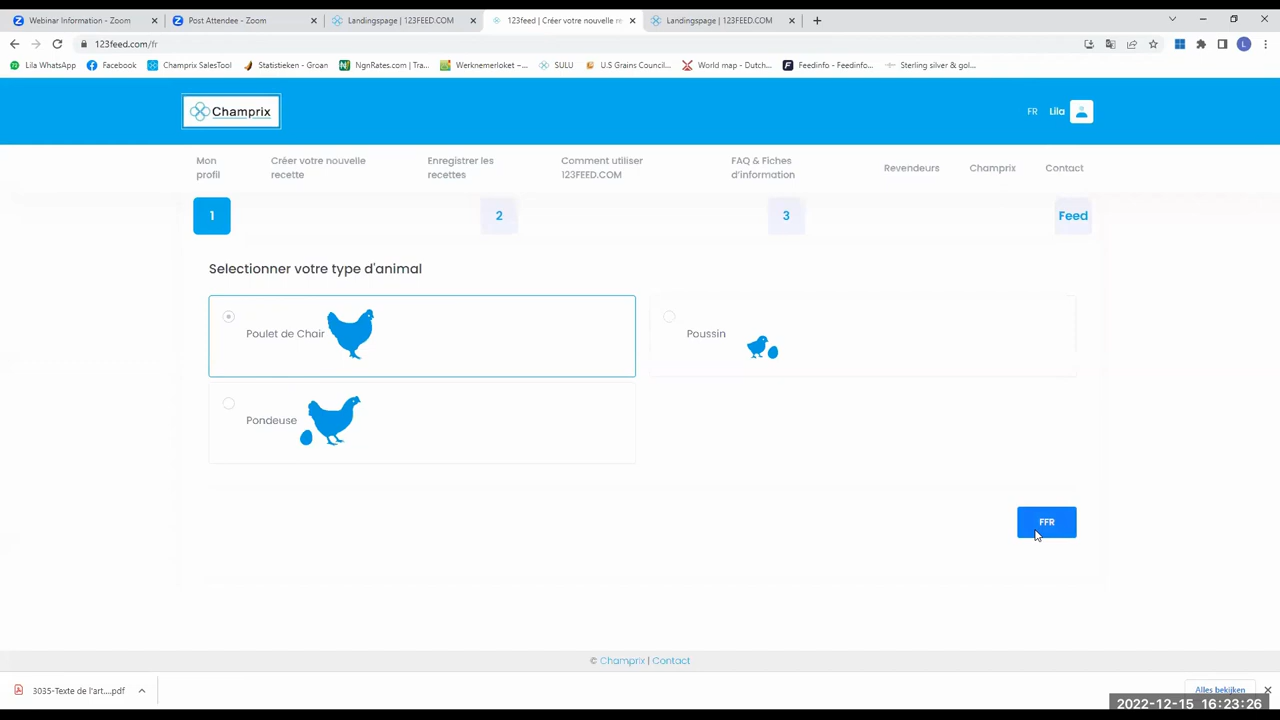 Webinar Information - Zoom
Post Attendee - Zoom
Landingspage | 123FEED.COM
123feed | Créer votre nouvelle re
Landingspage | 123FEED.COM
123feed.com/fr
Lila WhatsApp
Facebook
Champrix SalesTool
Statistieken - Groan
NgnRates.com | Tra...
Werknemerloket – ...
SULU
U.S Grains Council...
World map - Dutch...
Feedinfo - Feedinfo...
Sterling silver & gol...
L
Champrix
FR
Lila
Mon profil
Créer votre nouvelle recette
Enregistrer les recettes
Comment utiliser 123FEED.COM
FAQ & Fiches d'information
Revendeurs
Champrix
Contact
1
2
3
Feed
Selectionner votre type d'animal
Poulet de Chair
Poussin
Pondeuse
FFR
© Champrix | Contact
3035-Texte de l'art....pdf
Alles bekijken
2022-12-15 16:23:26